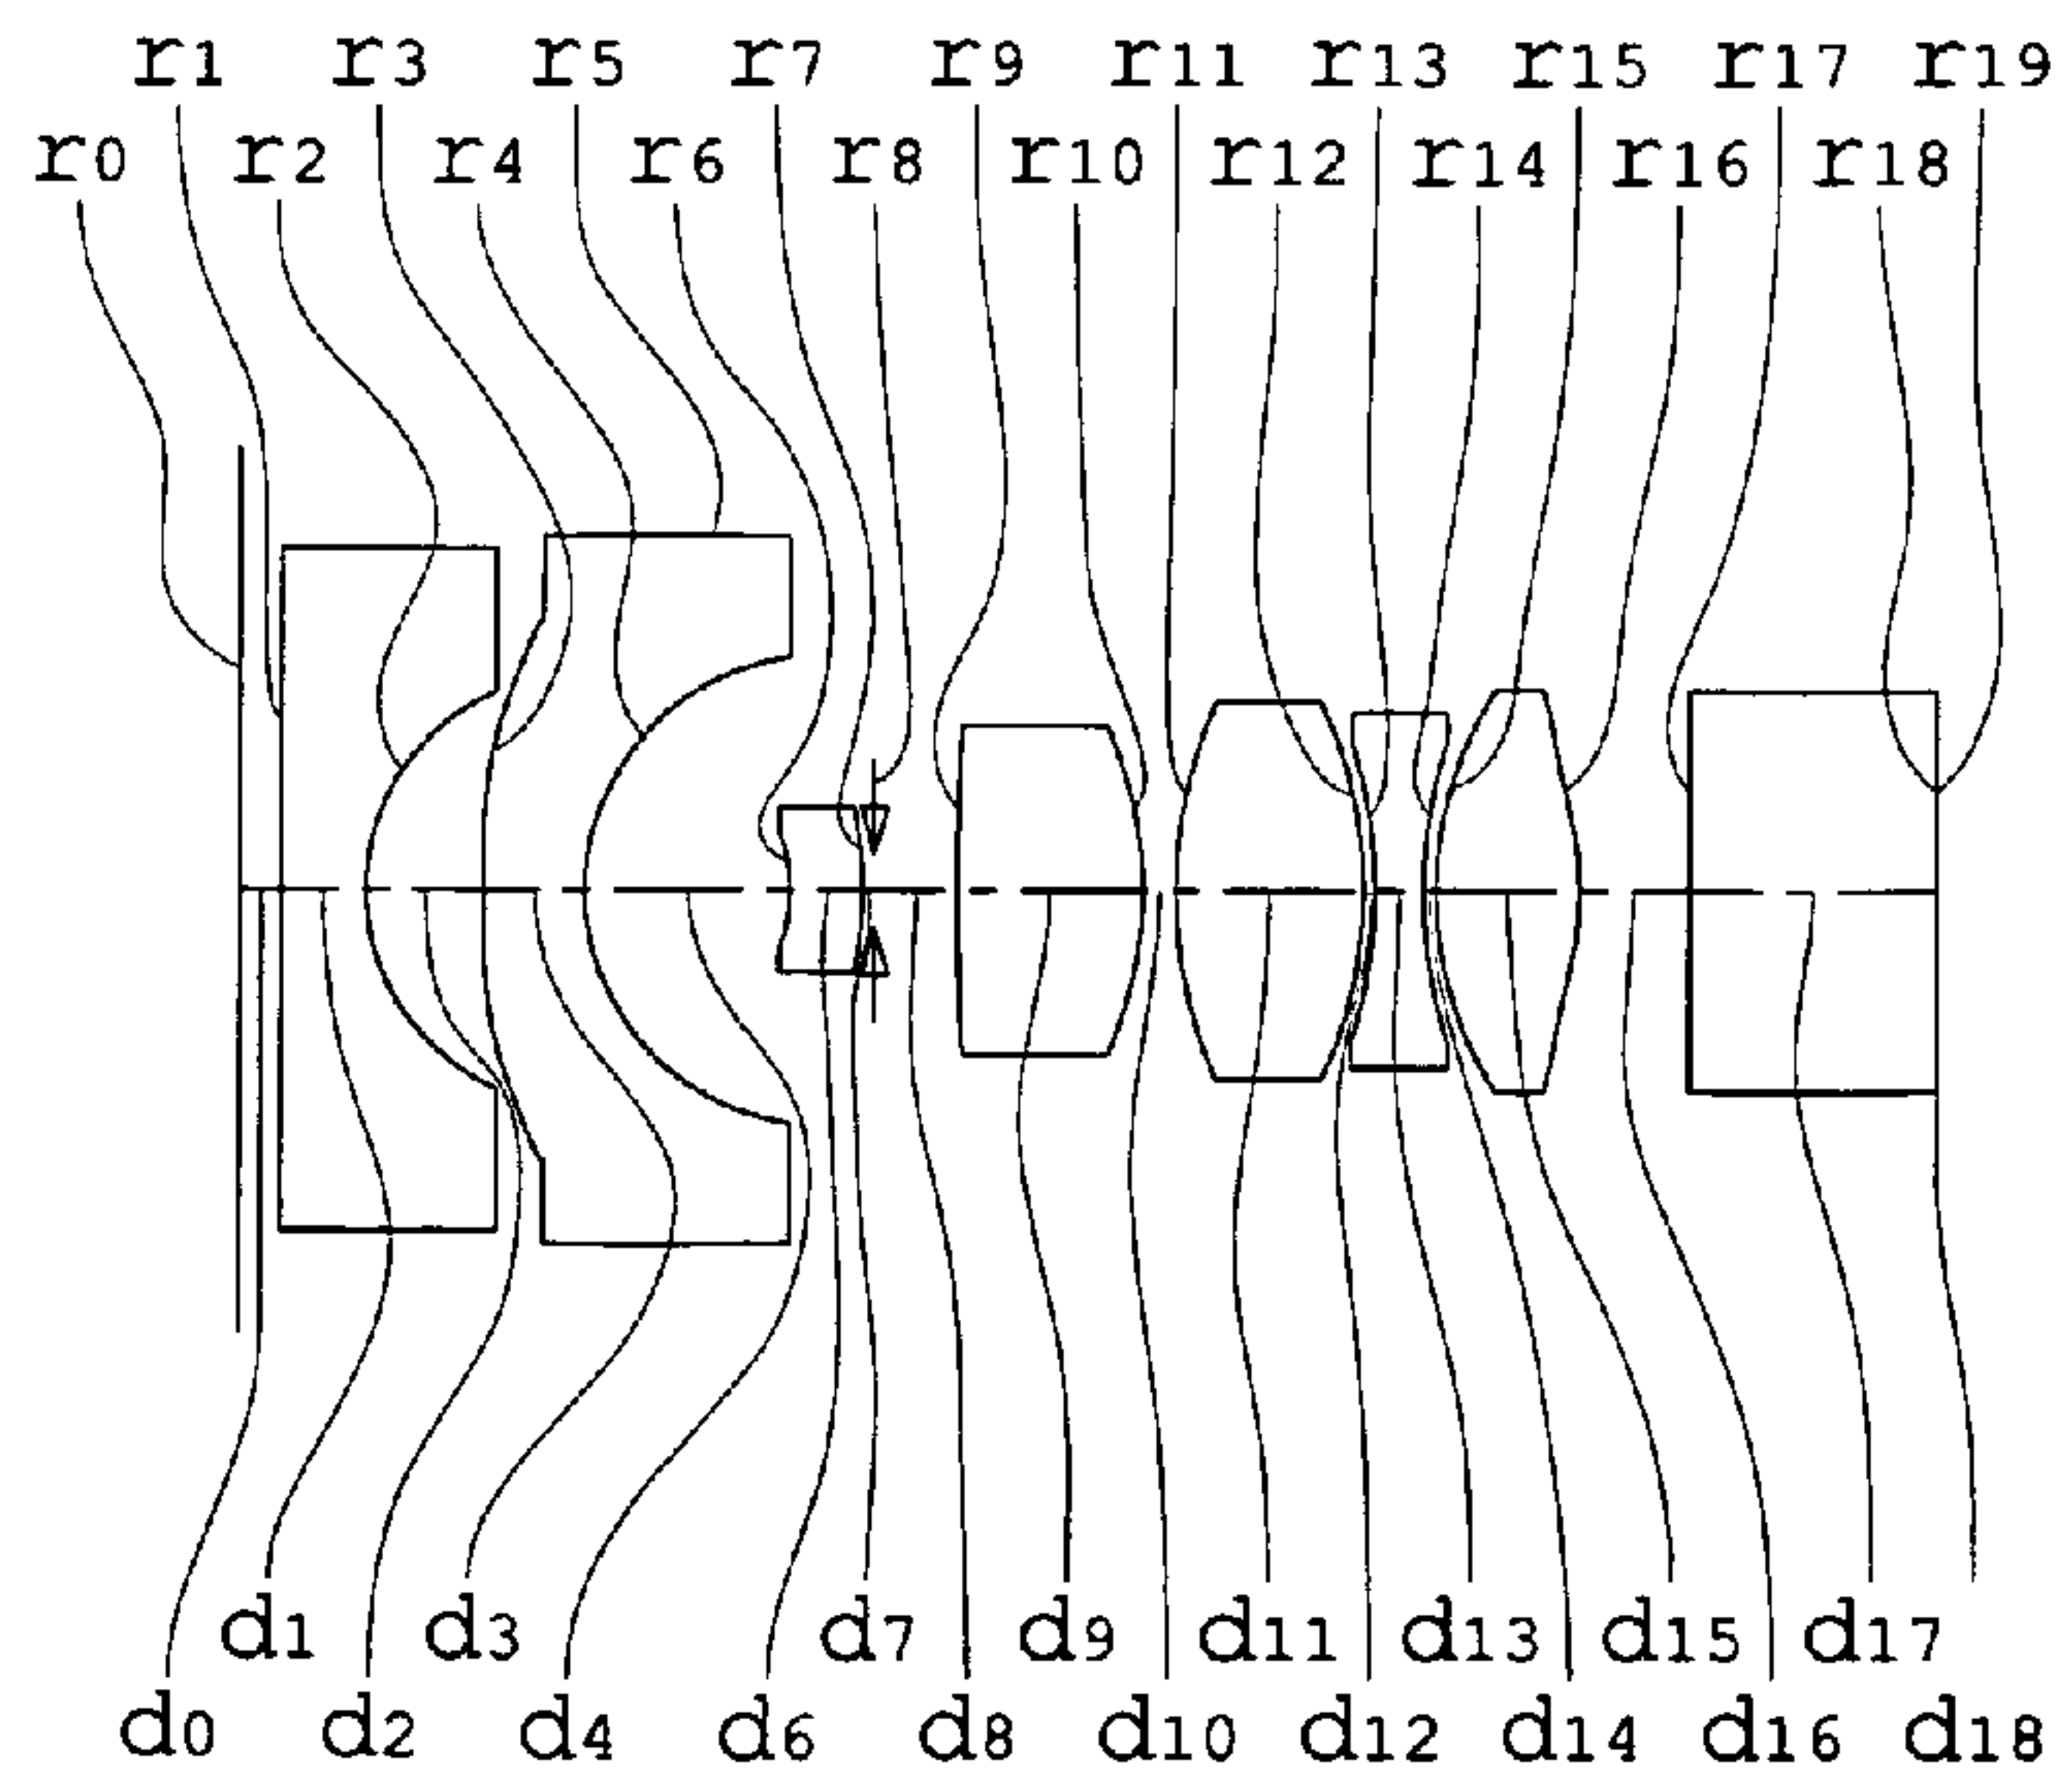 r1 r3 r5 r7 r9 r11 r13 r15 r17 r19
r0 r2 r4 r6 r8 r10 r12 r14 r16 r18
d1 d3 d7 d9 d11 d13 d15 d17
d0 d2 d4 d6 d8 d10 d12 d14 d16 d18